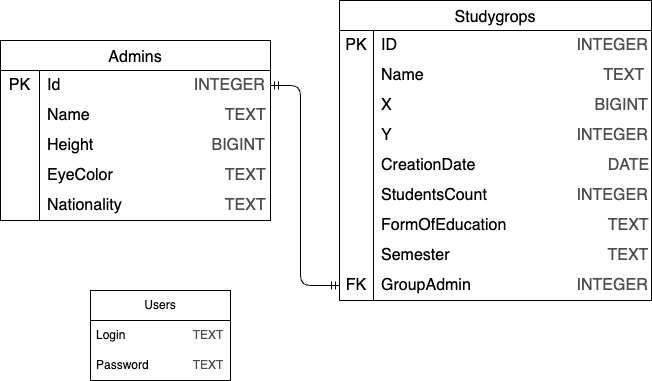 Admins
PK Id INTEGER
Name TEXT
Height BIGINT
EyeColor TEXT
Nationality TEXT
Studygrops
PK ID INTEGER
Name TEXT
X BIGINT
Y INTEGER
CreationDate DATE
StudentsCount INTEGER
FormOfEducation TEXT
Semester TEXT
FK GroupAdmin INTEGER
Users
Login TEXT
Password TEXT